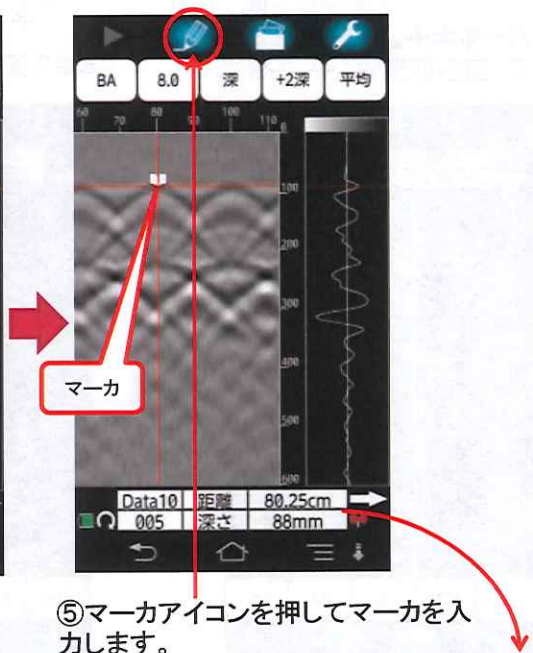 BA 8.0 深 +2深 平均
60 70 80 90 100 110
0
100
200
300
400
500
600
マーカ
Data10 距離 80.25cm
005 深さ 88mm
⑤マーカアイコンを押してマーカを入
力します。